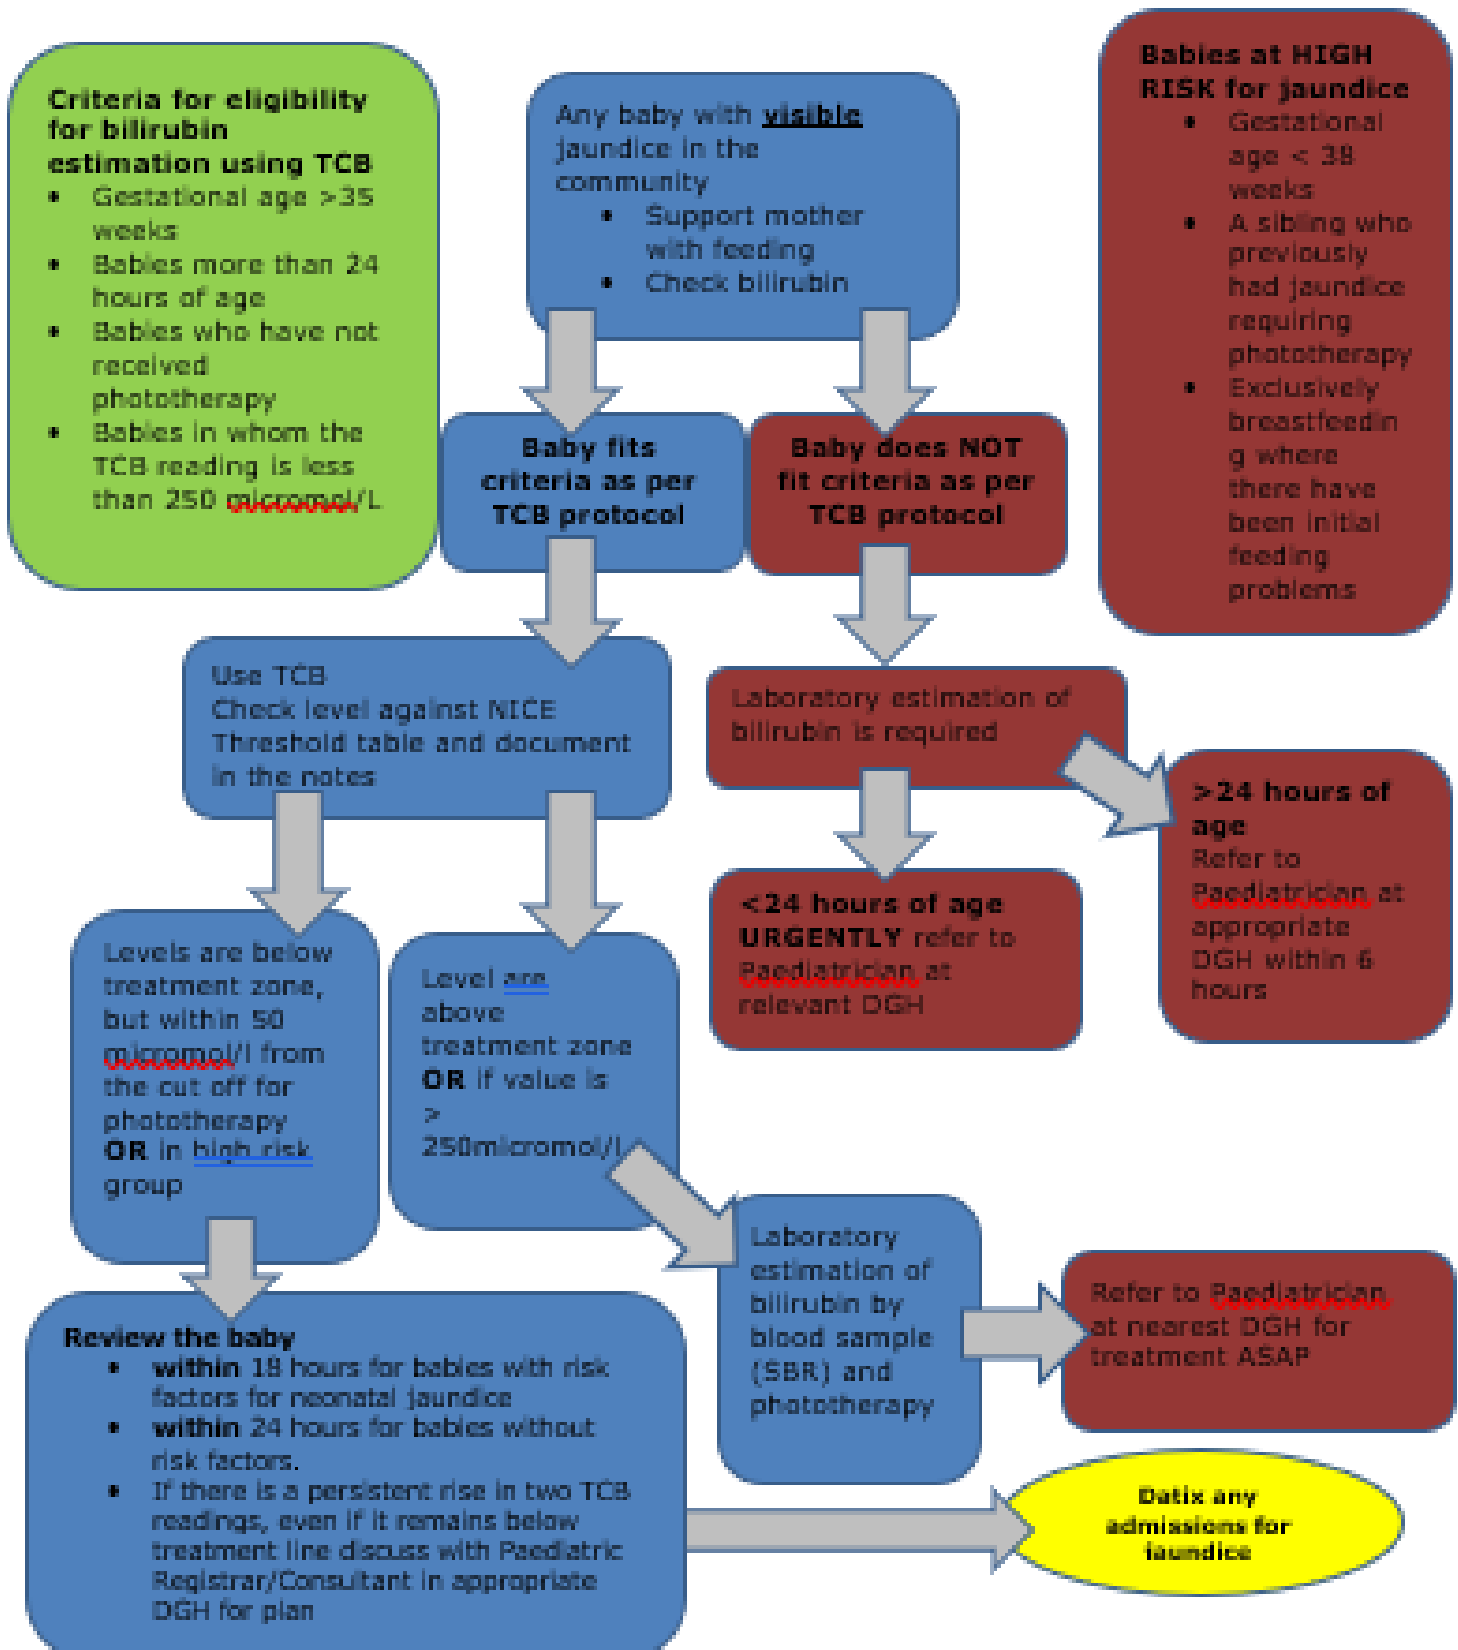 Criteria for eligibility
for bilirubin
estimation using TCB
• Gestational age >35
weeks
• Babies more than 24
hours of age
• Babies who have not
received
phototherapy
• Babies in whom the
TCB reading is less
than 250 micromol/L
Any baby with visible
jaundice in the
community
• Support mother
with feeding
• Check bilirubin
Babies at HIGH
RISK for jaundice
• Gestational
age < 38
weeks
• A sibling who
previously
had jaundice
requiring
phototherapy
• Exclusively
breastfeedin
g where
there have
been initial
feeding
problems
Baby fits
criteria as per
TCB protocol
Baby does NOT
fit criteria as per
TCB protocol
Use TCB
Check level against NICE
Threshold table and document
in the notes
Laboratory estimation of
bilirubin is required
>24 hours of
age
Refer to
Paediatrician at
appropriate
DGH within 6
hours
<24 hours of age
URGENTLY refer to
Paediatrician at
relevant DGH
Levels are below
treatment zone,
but within 50
micromol/l from
the cut off for
phototherapy
OR in high risk
group
Level are
above
treatment zone
OR if value is
>
250micromol/L
Laboratory
estimation of
bilirubin by
blood sample
(SBR) and
phototherapy
Refer to Paediatrician
at nearest DGH for
treatment ASAP
Review the baby
• within 18 hours for babies with risk
factors for neonatal jaundice
• within 24 hours for babies without
risk factors.
• If there is a persistent rise in two TCB
readings, even if it remains below
treatment line discuss with Paediatric
Registrar/Consultant in appropriate
DGH for plan
Datix any
admissions for
jaundice